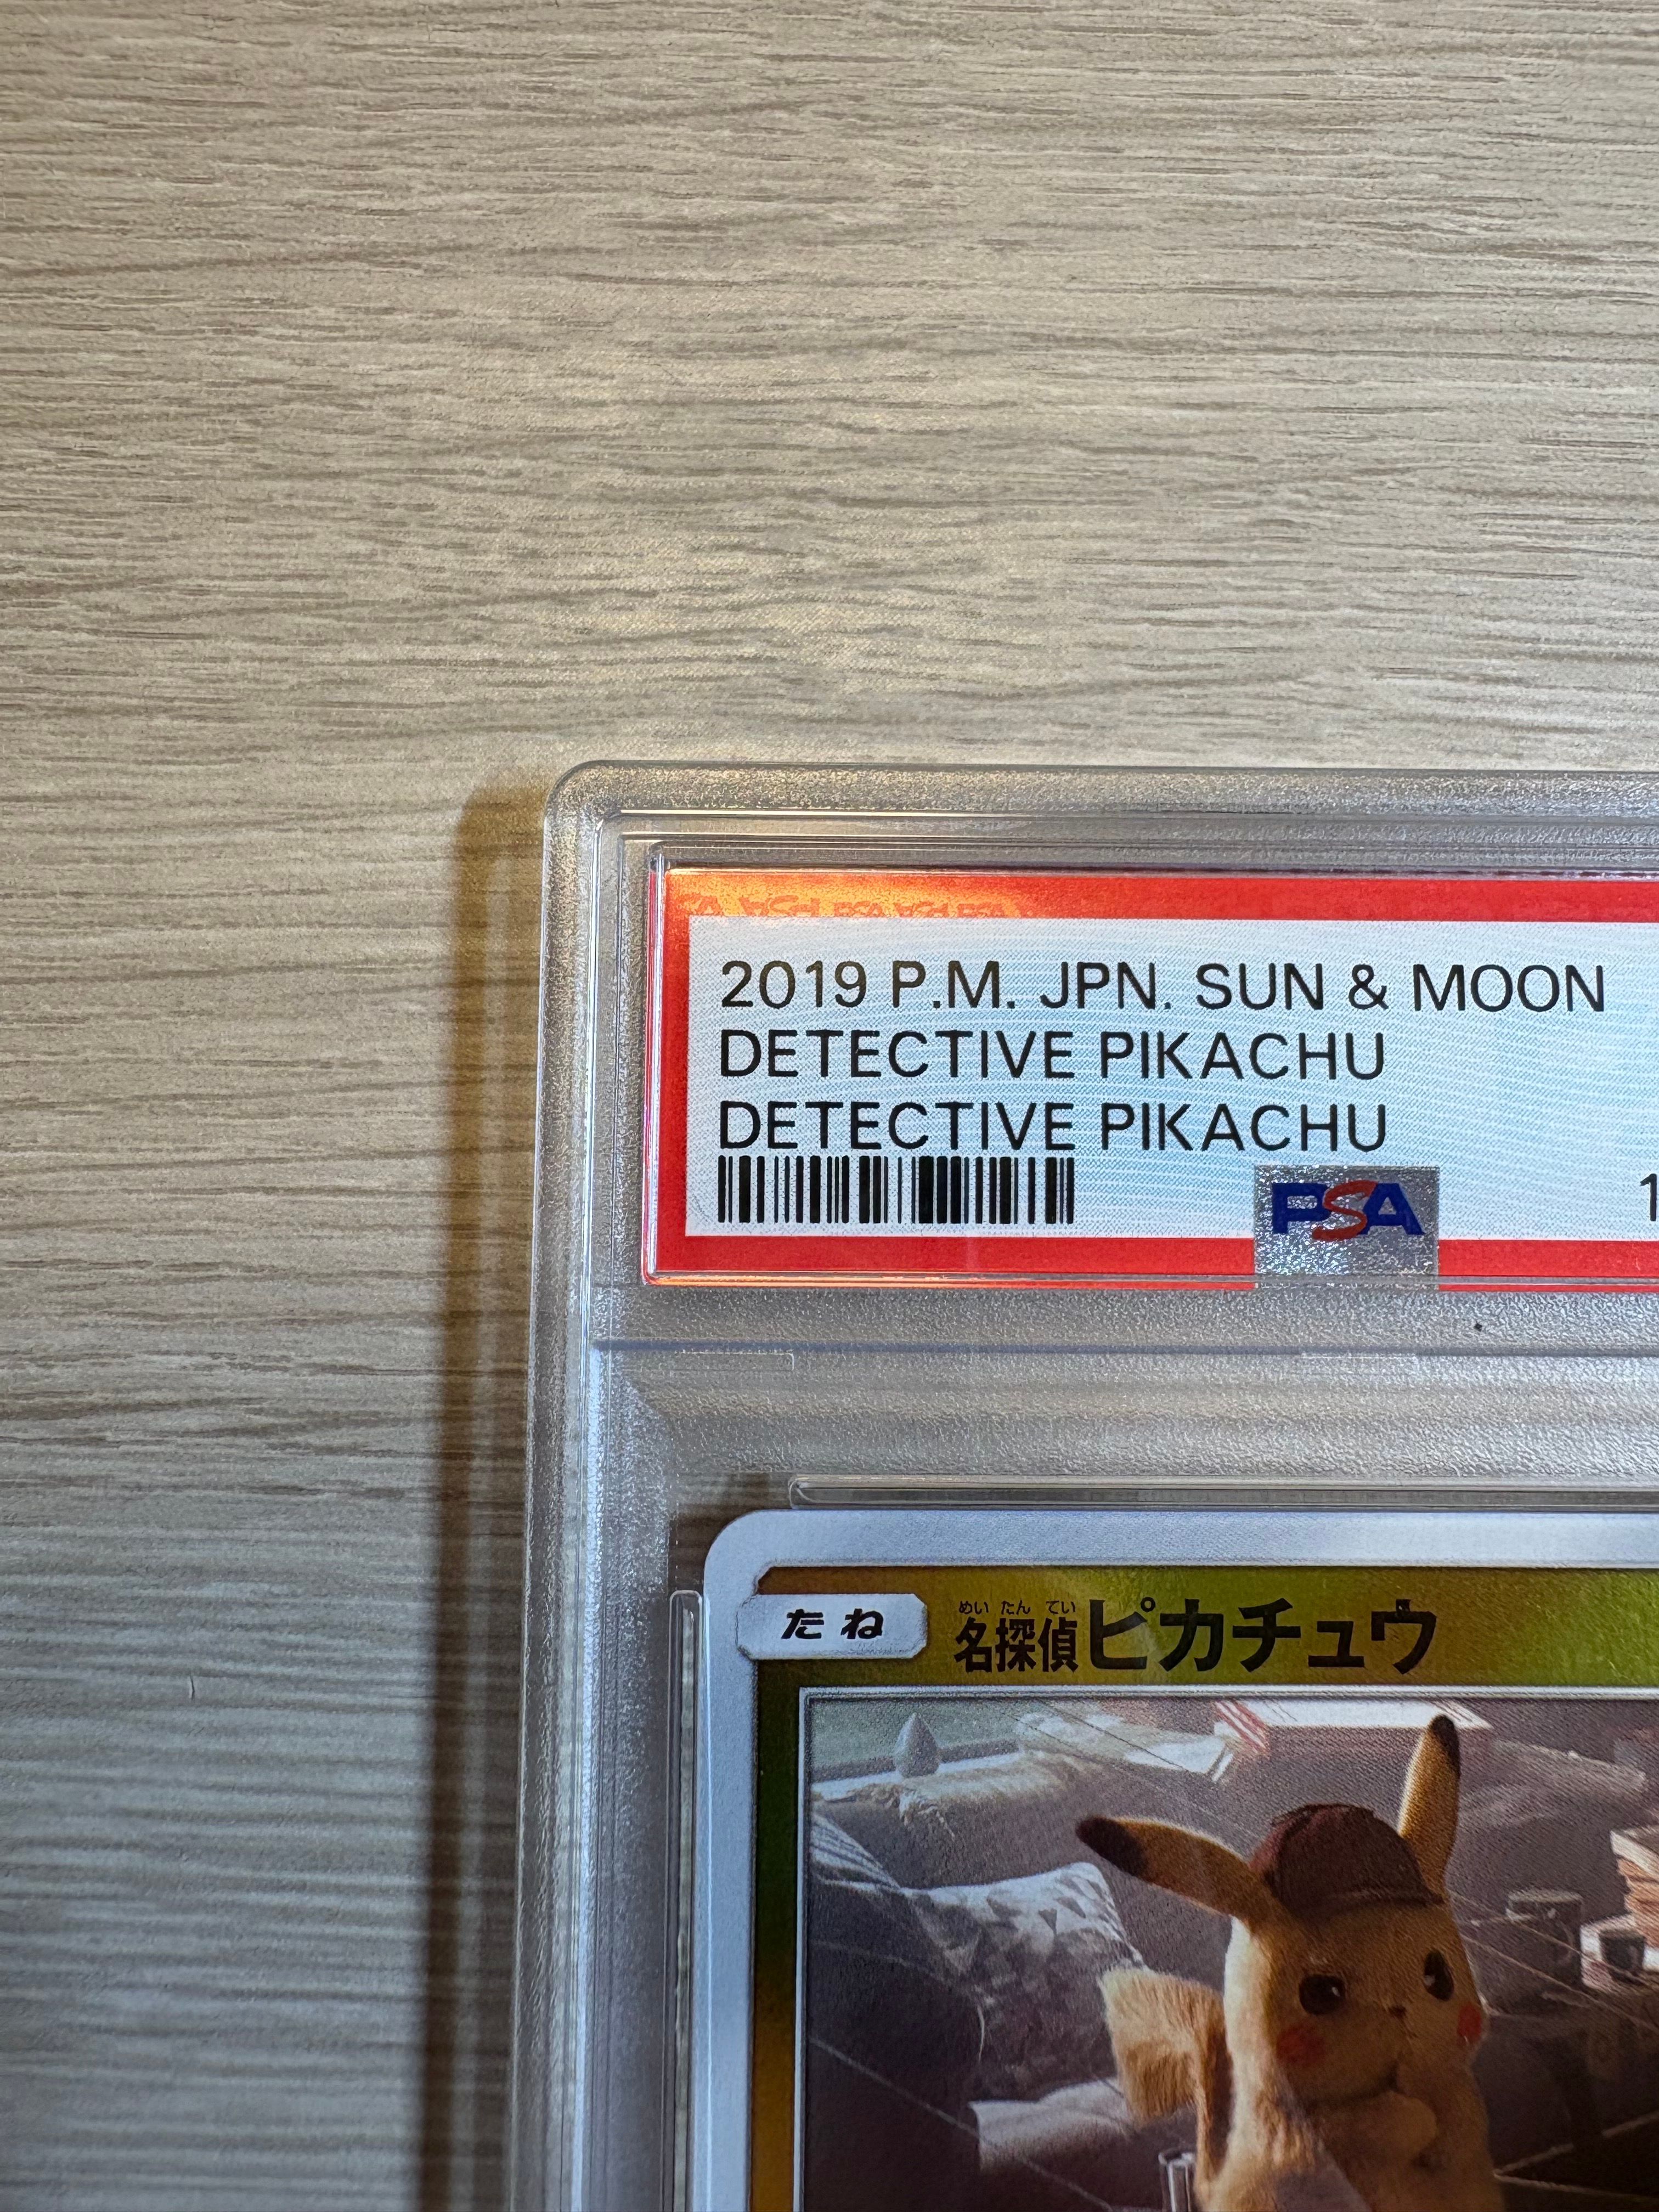 2019 P.M. JPN. SUN & MOON
DETECTIVE PIKACHU
DETECTIVE PIKACHU
PSA
たね
めいたんてい
名探偵ピカチュウ